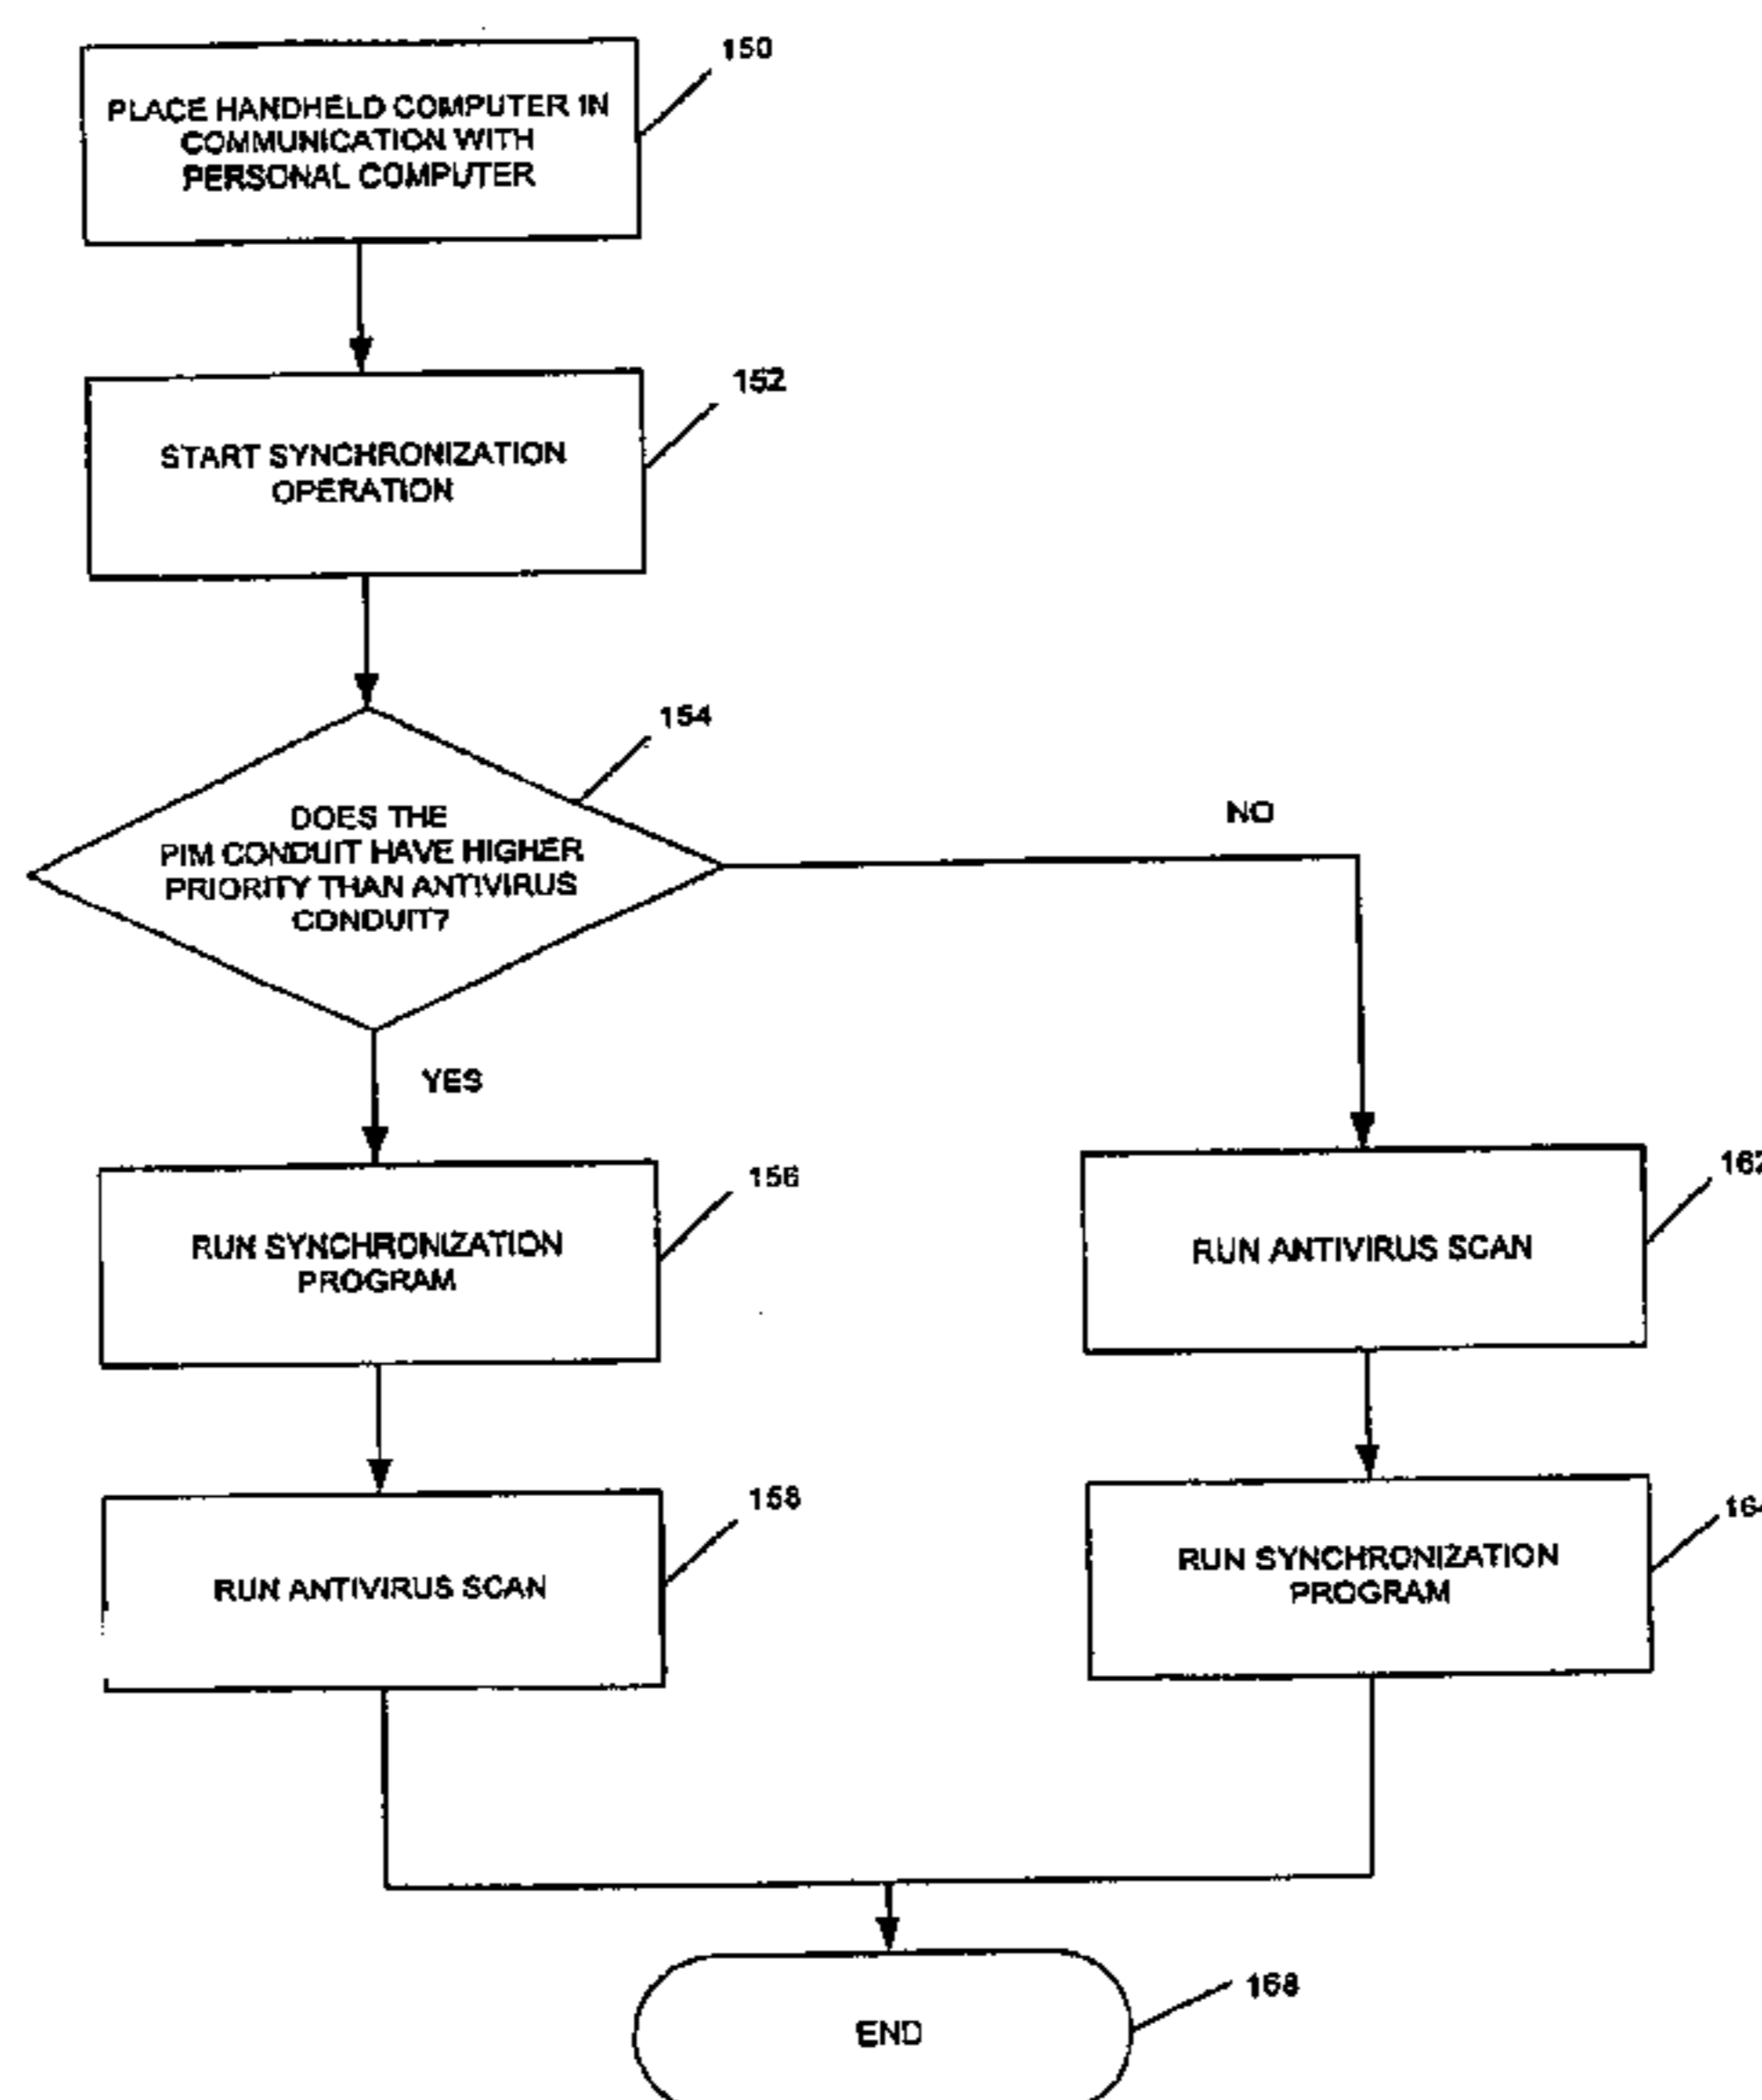 150
PLACE HANDHELD COMPUTER IN
COMMUNICATION WITH
PERSONAL COMPUTER
152
START SYNCHRONIZATION
OPERATION
154
DOES THE
PIM CONDUIT HAVE HIGHER
PRIORITY THAN ANTIVIRUS
CONDUIT?
NO
YES
156
RUN SYNCHRONIZATION
PROGRAM
162
RUN ANTIVIRUS SCAN
158
RUN ANTIVIRUS SCAN
164
RUN SYNCHRONIZATION
PROGRAM
168
END